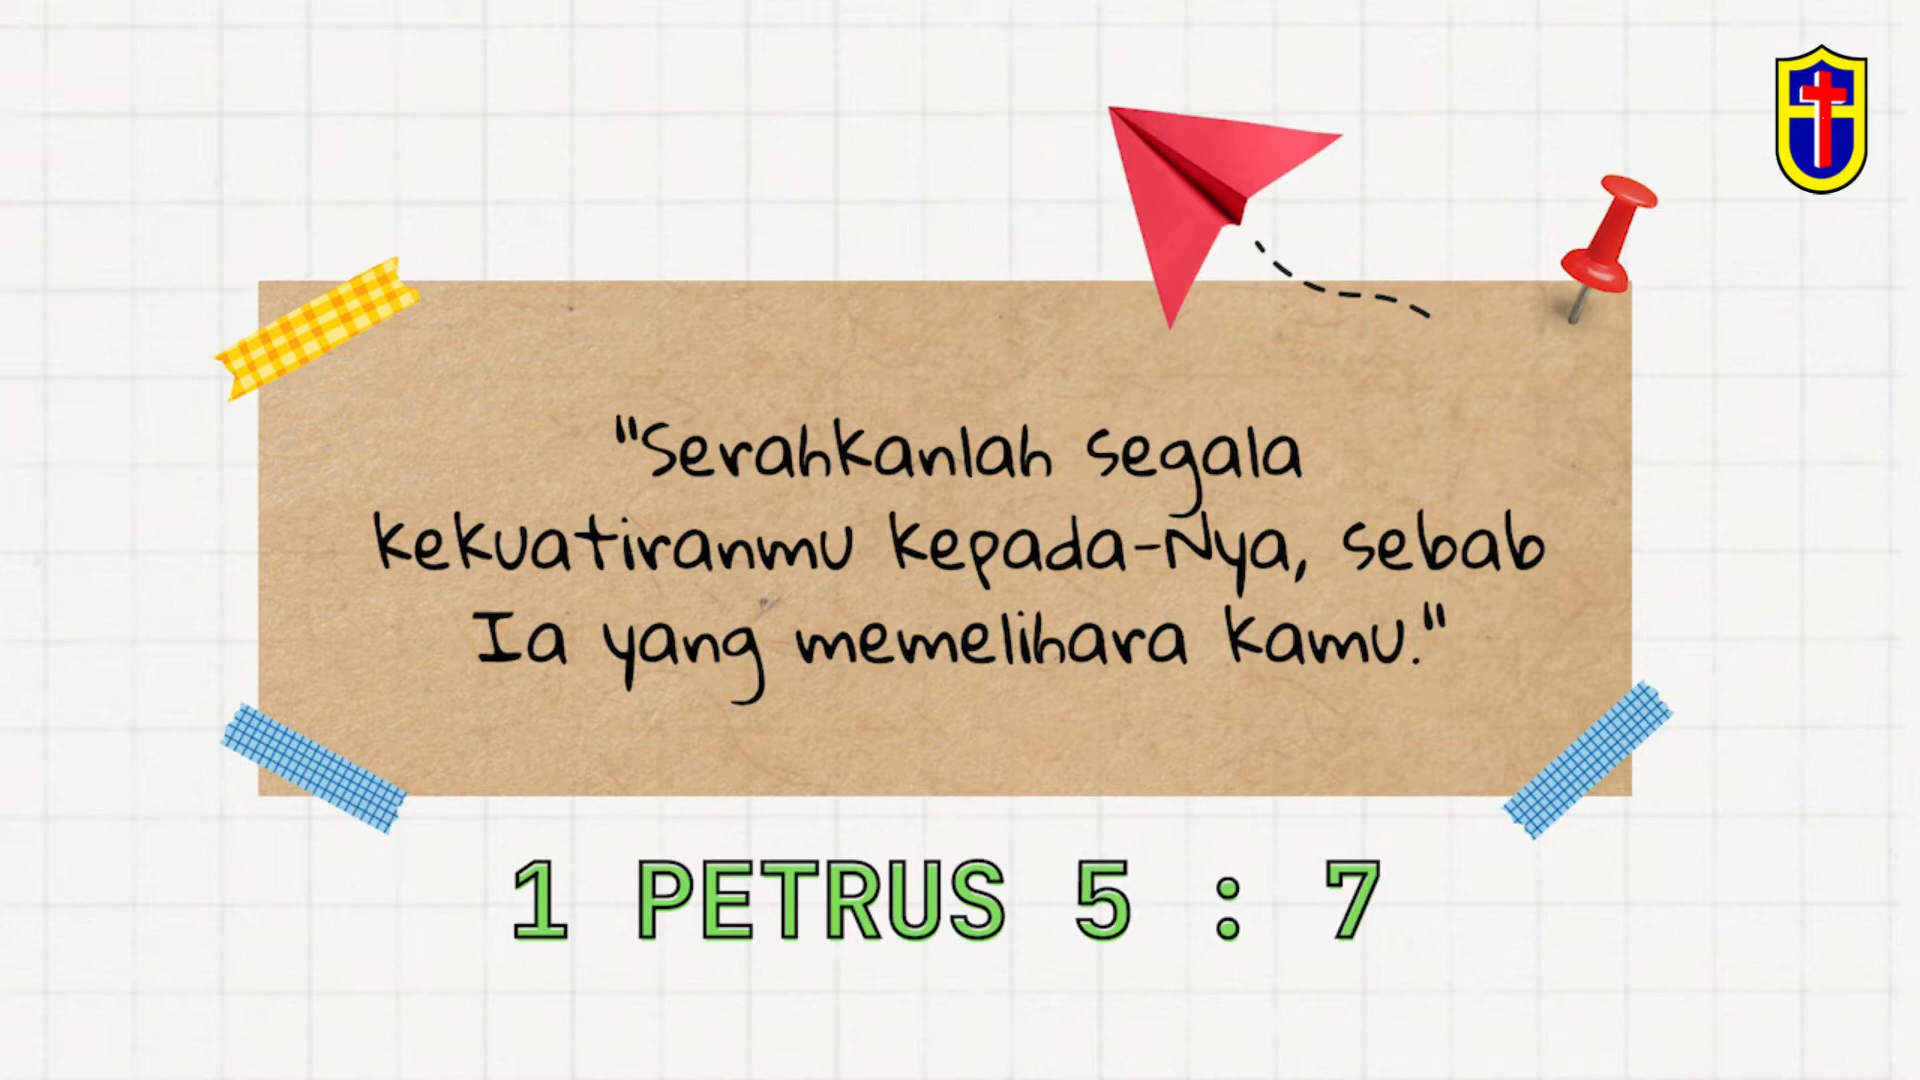 "Serahkanlah segala
kekuatiranmu kepada-Nya, sebab
Ia yang memelihara kamu."
1 PETRUS 5 : 7